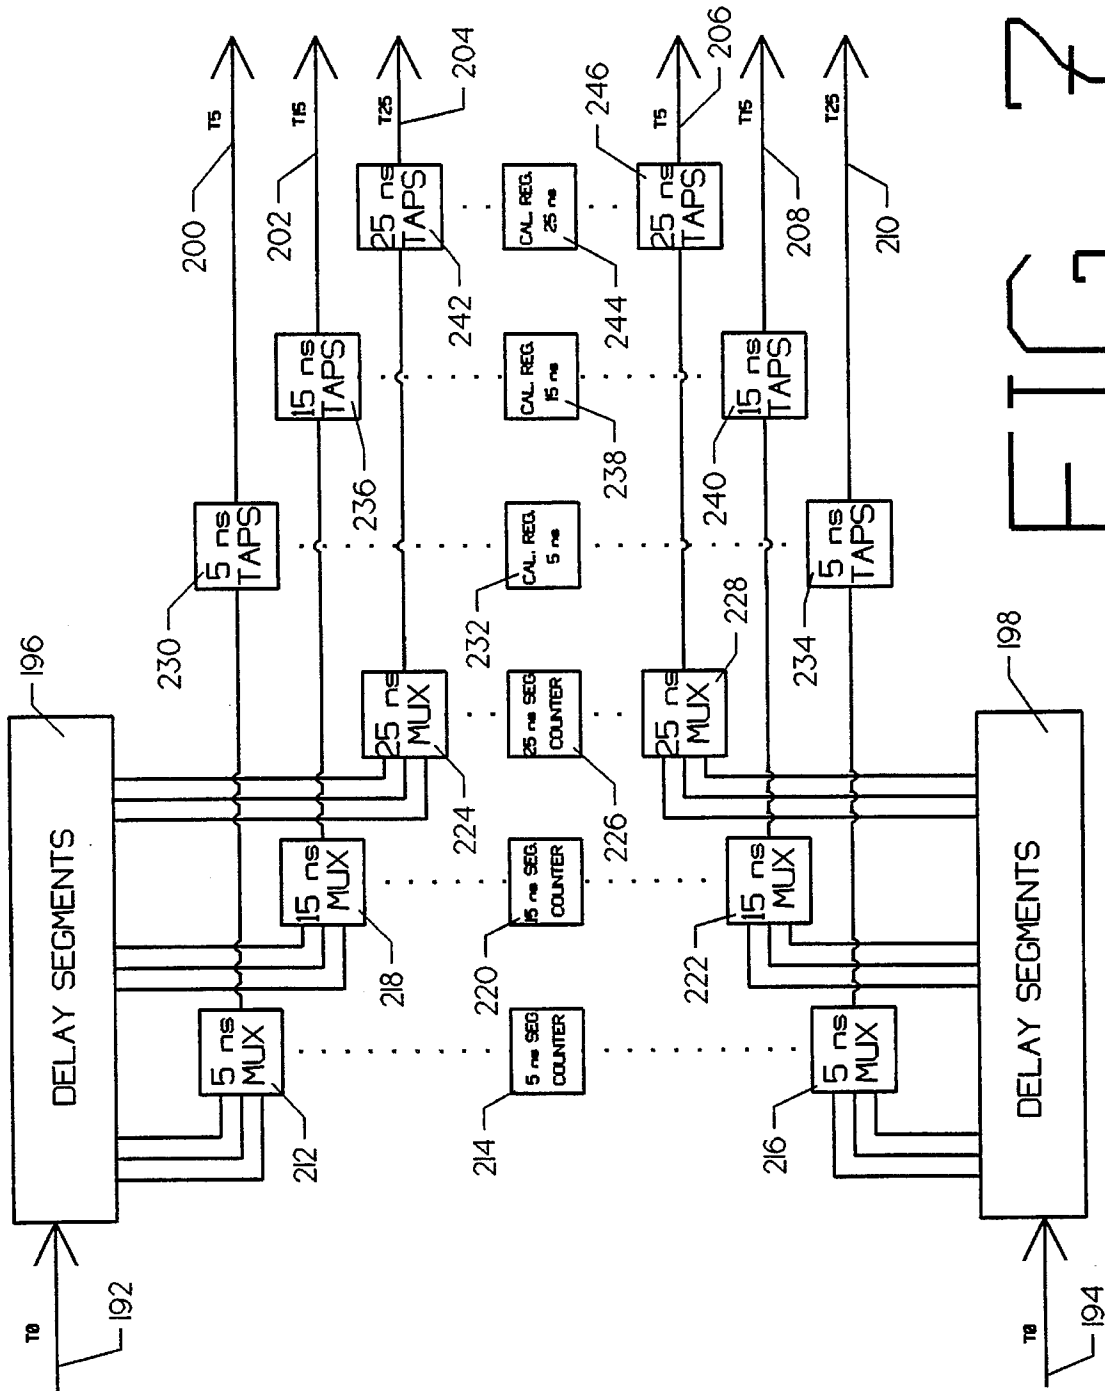 T0
192
DELAY SEGMENTS
196
5 ns
MUX
212
15 ns
MUX
218
25 ns
MUX
224
5 ns
TAPS
230
15 ns
TAPS
236
25 ns
TAPS
242
T5
200
T15
202
T25
204
5 ns SEG
COUNTER
214
15 ns SEG.
COUNTER
220
25 ns SEG
COUNTER
226
CAL. REG.
5 ns
232
CAL. REG.
15 ns
238
CAL. REG.
25 ns
244
25 ns
MUX
228
25 ns
TAPS
246
T5
206
15 ns
MUX
222
15 ns
TAPS
240
T15
208
5 ns
MUX
216
5 ns
TAPS
234
T25
210
T0
194
DELAY SEGMENTS
198
FIG. 7